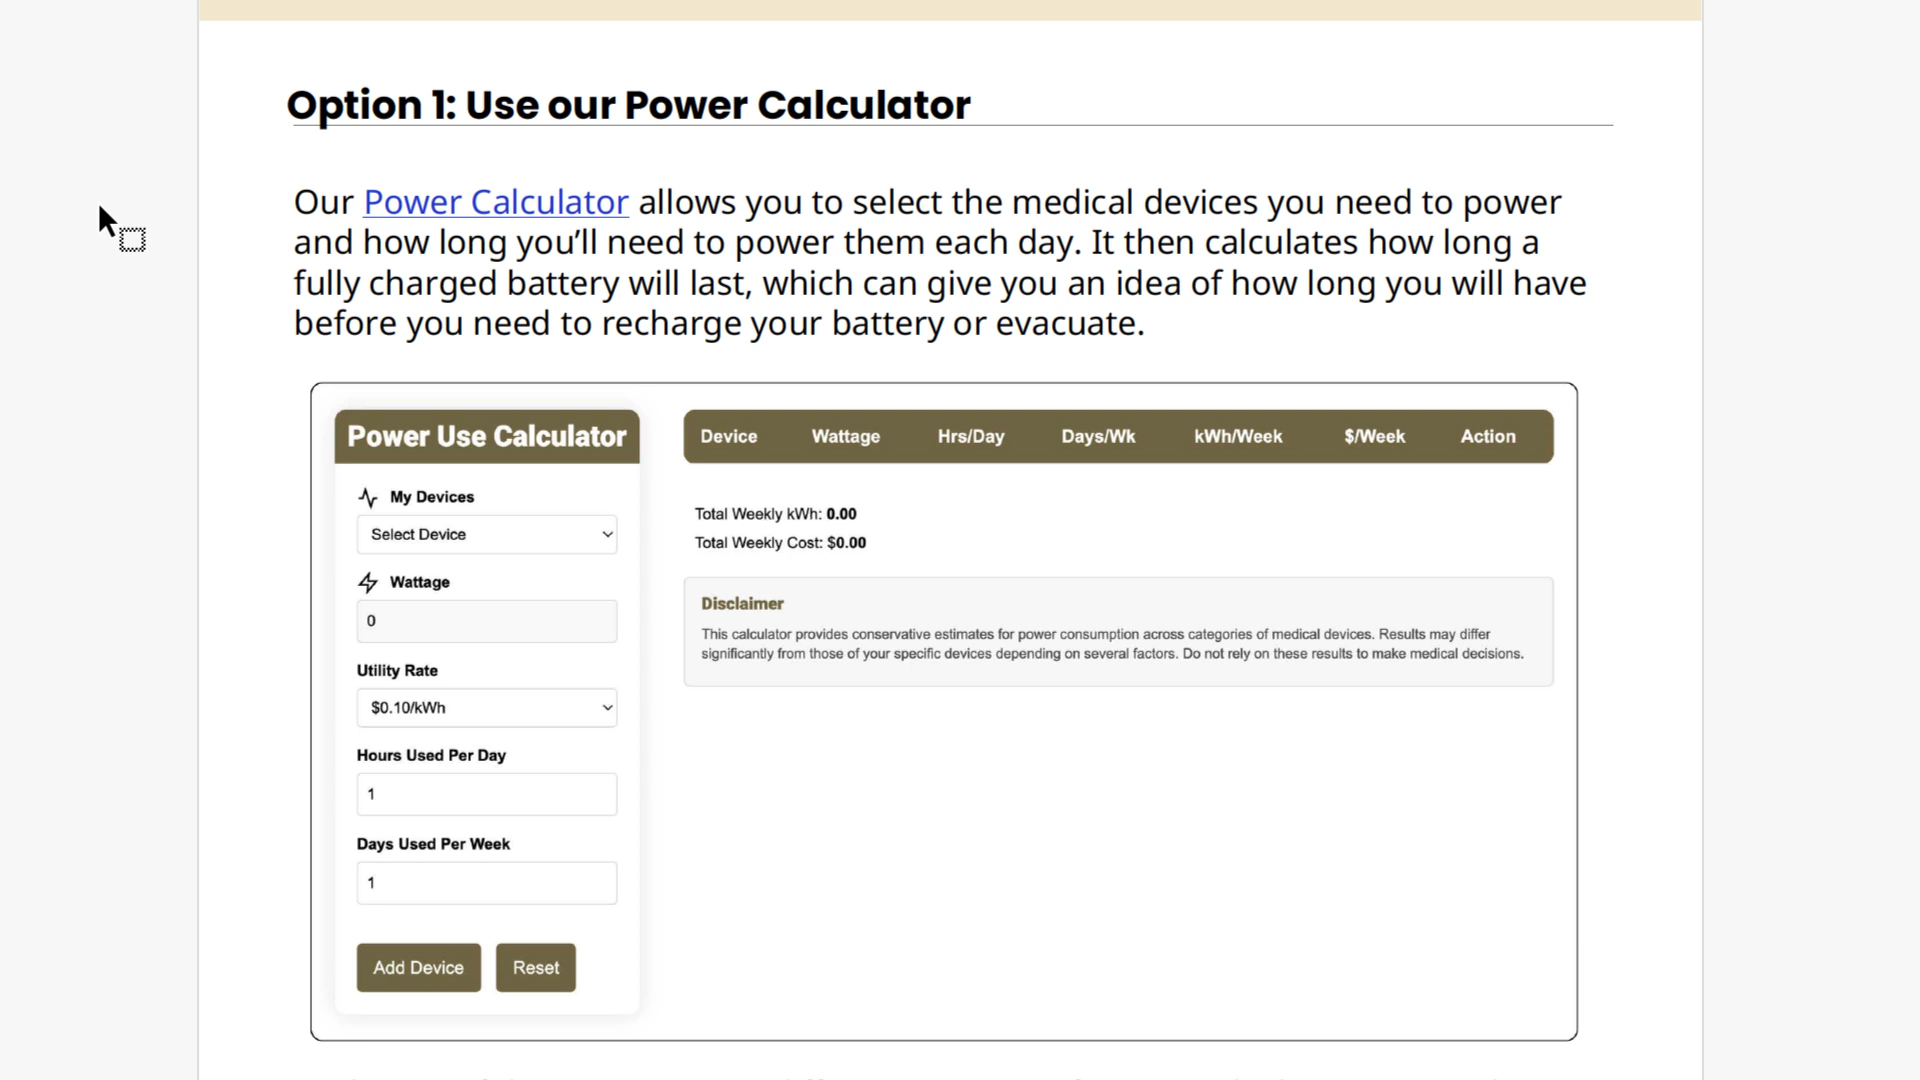 Option 1: Use our Power Calculator
Our Power Calculator allows you to select the medical devices you need to power
and how long you’ll need to power them each day. It then calculates how long a
fully charged battery will last, which can give you an idea of how long you will have
before you need to recharge your battery or evacuate.
Power Use Calculator
My Devices
Select Device
Wattage
0
Utility Rate
$0.10/kWh
Hours Used Per Day
1
Days Used Per Week
1
Add Device Reset
Device Wattage Hrs/Day Days/Wk kWh/Week $/Week Action
Total Weekly kWh: 0.00
Total Weekly Cost: $0.00
Disclaimer
This calculator provides conservative estimates for power consumption across categories of medical devices. Results may differ
significantly from those of your specific devices depending on several factors. Do not rely on these results to make medical decisions.